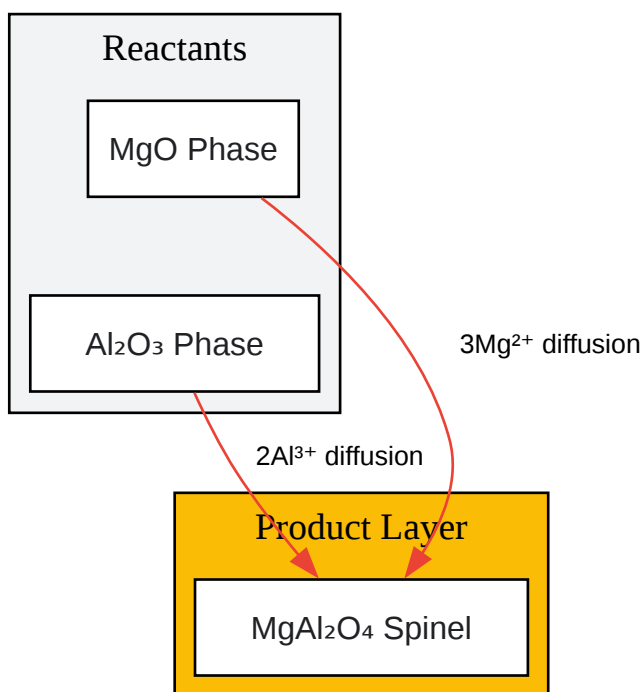 Reactants
MgO Phase
Al₂O₃ Phase
3Mg²⁺ diffusion
2Al³⁺ diffusion
Product Layer
MgAl₂O₄ Spinel